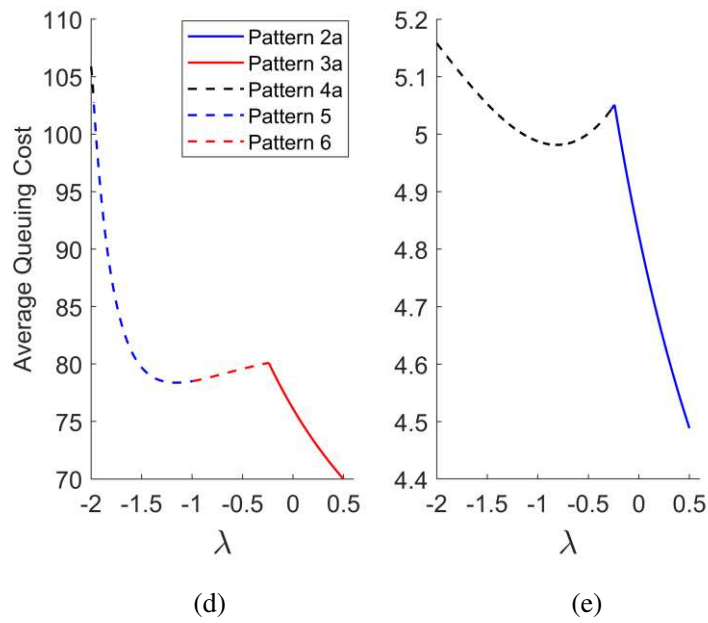 110
105
100
95
90
85
80
75
70
Average Queuing Cost
-2 -1.5 -1 -0.5 0 0.5
λ
Pattern 2a
Pattern 3a
Pattern 4a
Pattern 5
Pattern 6
(d)
5.2
5.1
5
4.9
4.8
4.7
4.6
4.5
4.4
-2 -1.5 -1 -0.5 0 0.5
λ
(e)